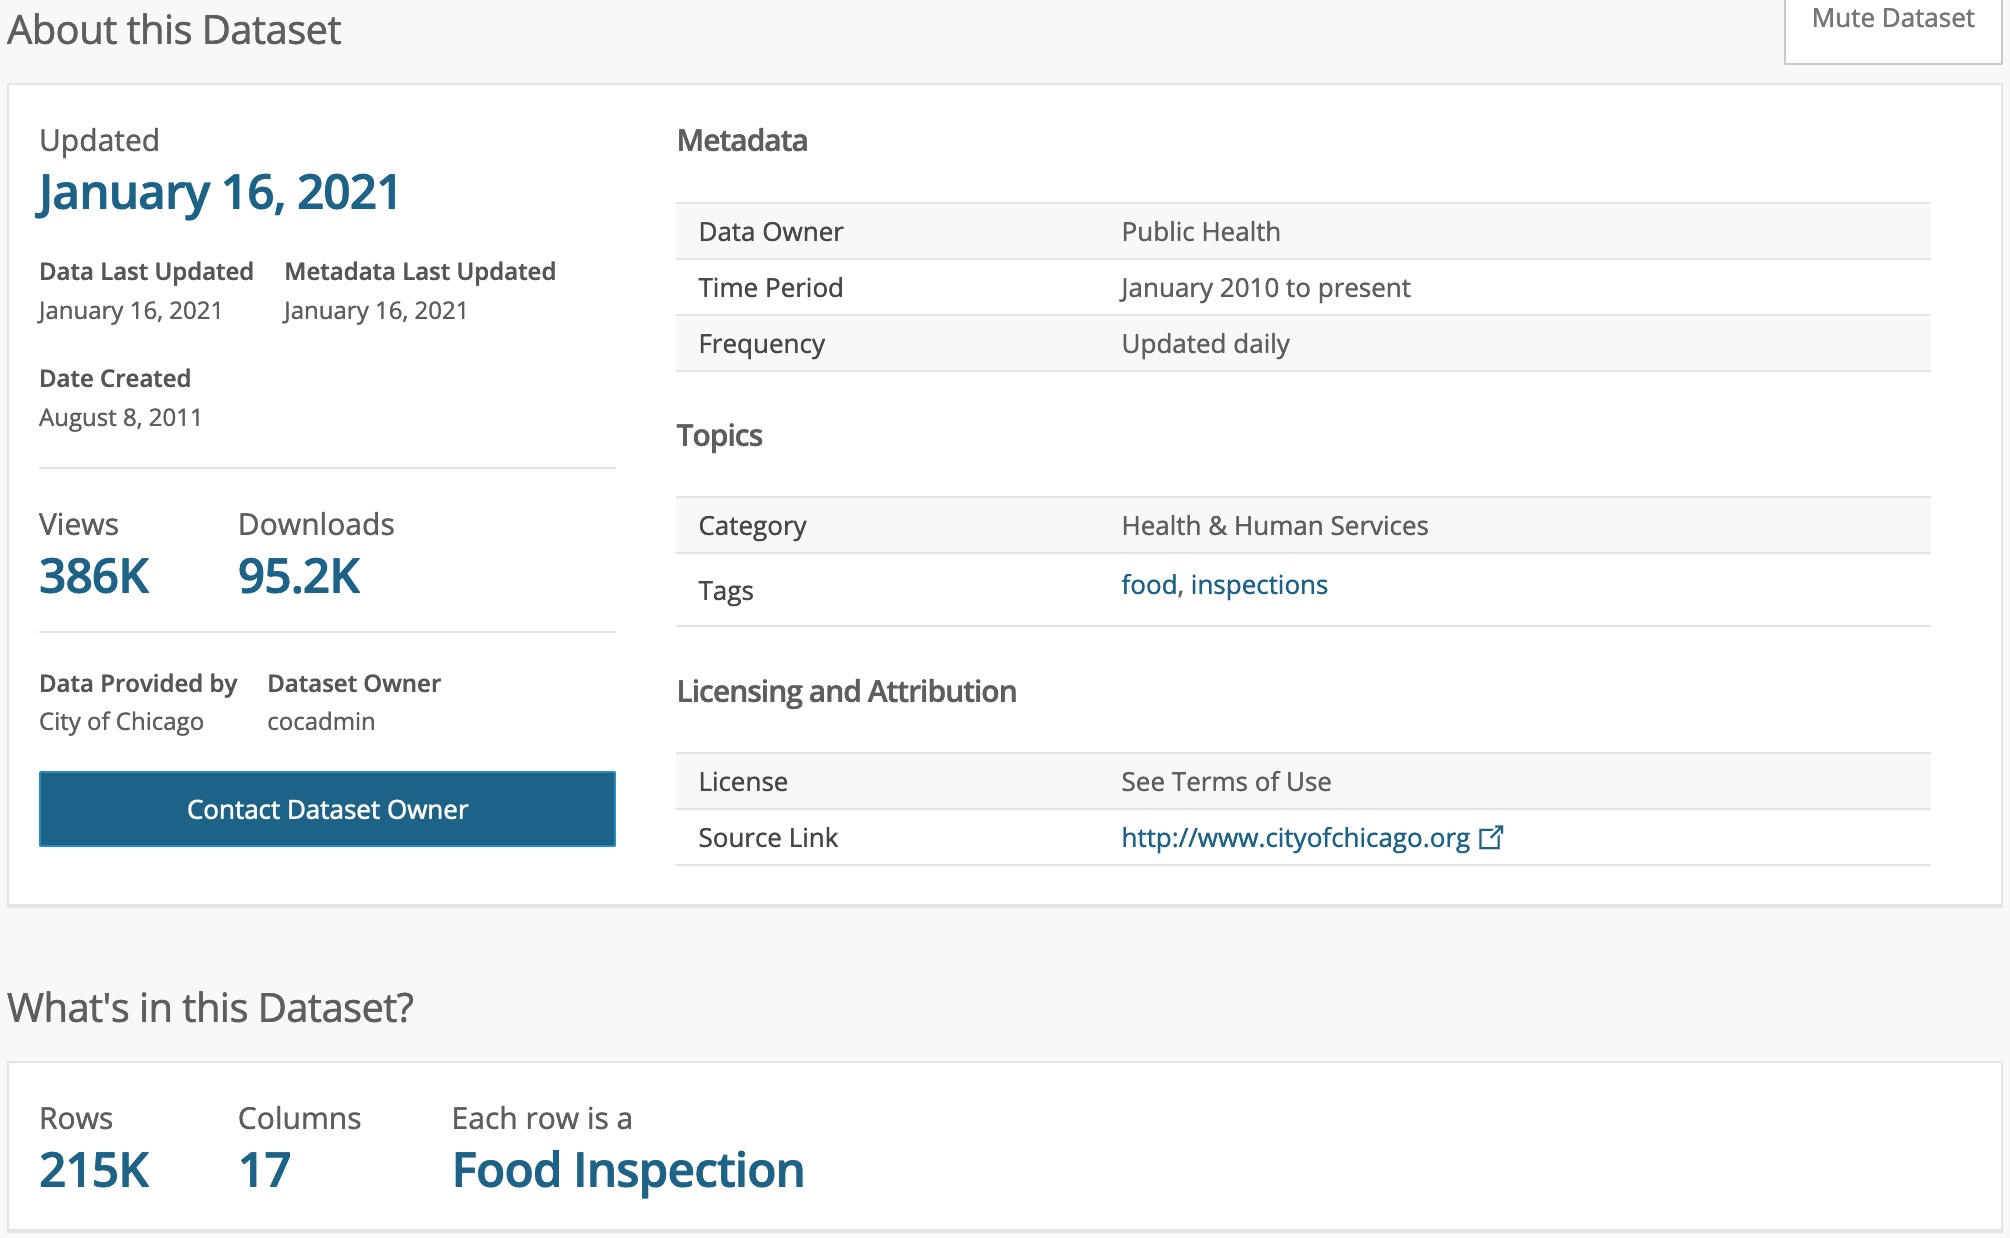 About this Dataset
Mute Dataset
Updated
January 16, 2021
Data Last Updated Metadata Last Updated
January 16, 2021 January 16, 2021
Date Created
August 8, 2011
Views Downloads
386K 95.2K
Data Provided by Dataset Owner
City of Chicago cocadmin
Contact Dataset Owner
Metadata
Data Owner Public Health
Time Period January 2010 to present
Frequency Updated daily
Topics
Category Health & Human Services
Tags food, inspections
Licensing and Attribution
License See Terms of Use
Source Link http://www.cityofchicago.org
What's in this Dataset?
Rows Columns Each row is a
215K 17 Food Inspection